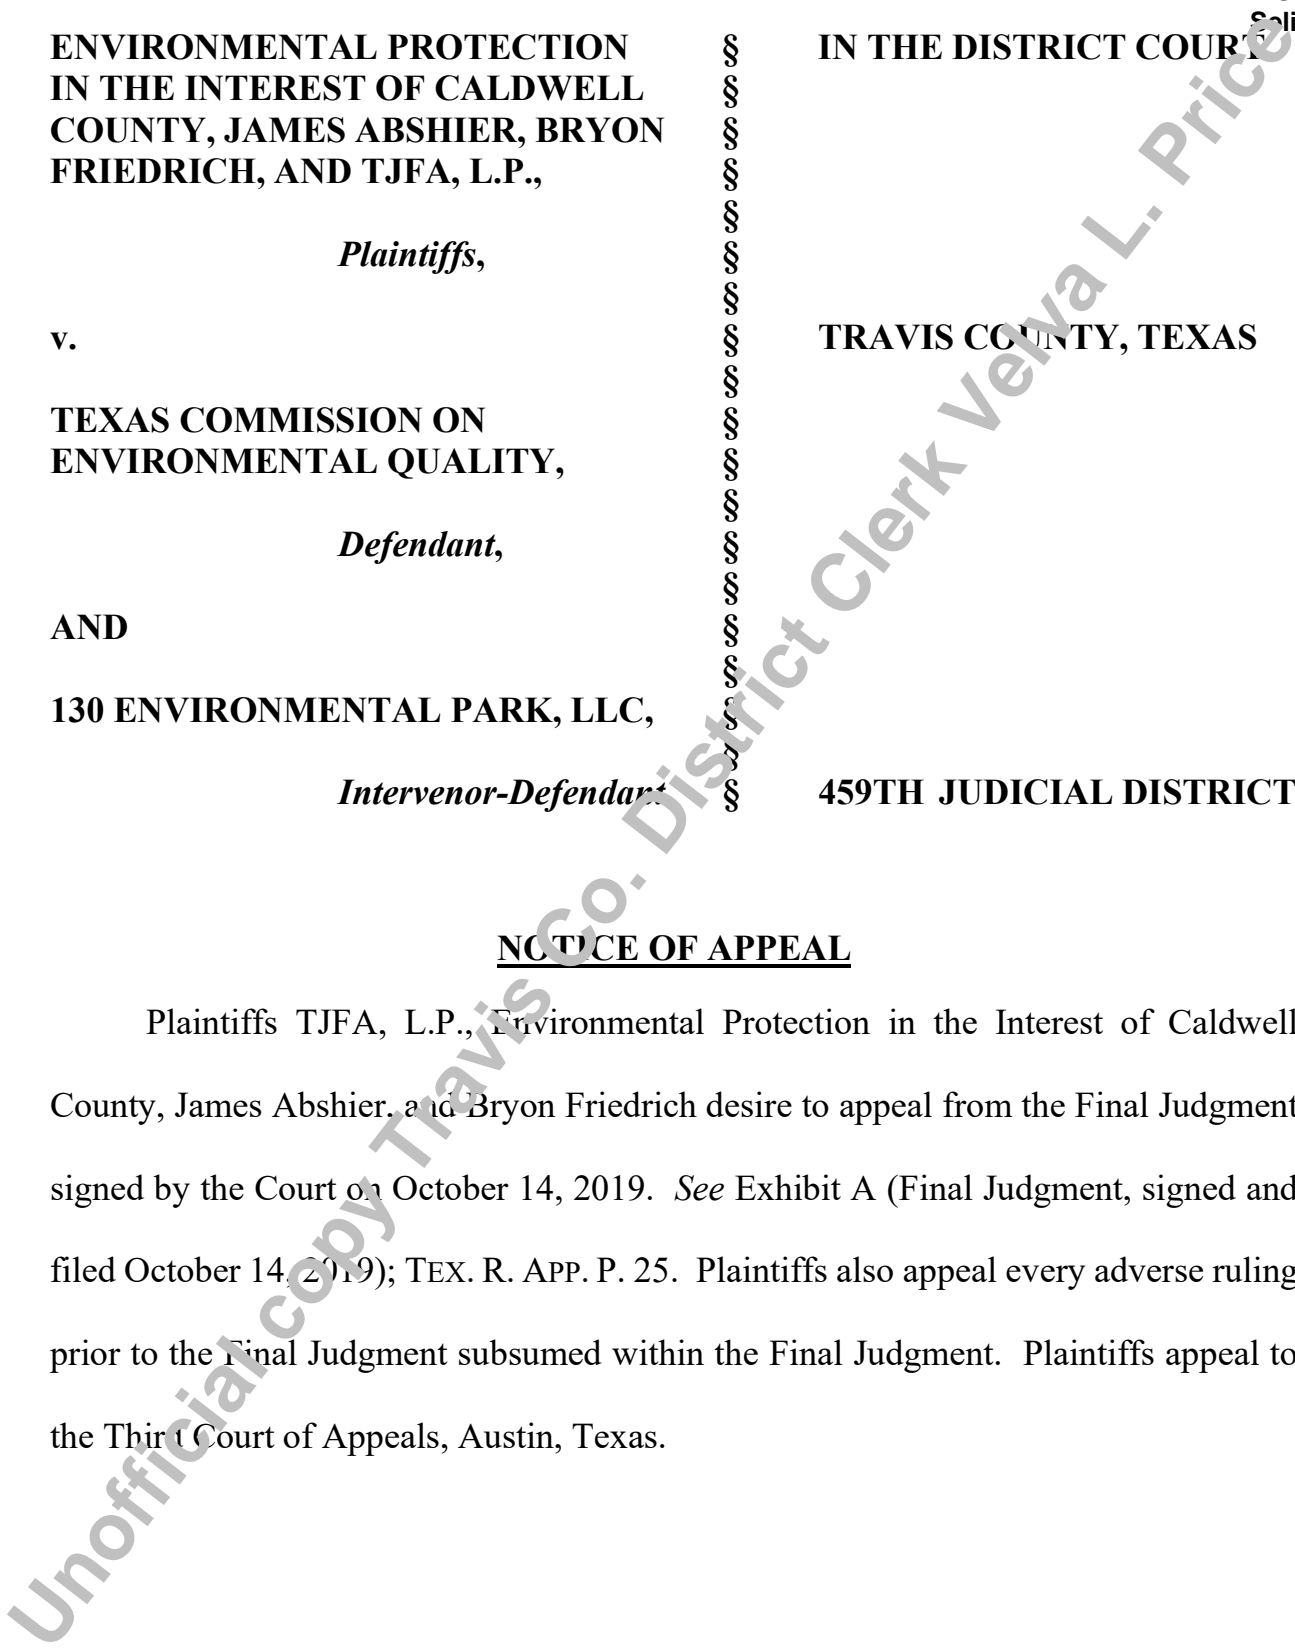 Soli
ENVIRONMENTAL PROTECTION § IN THE DISTRICT COURT
IN THE INTEREST OF CALDWELL §
COUNTY, JAMES ABSHIER, BRYON §
FRIEDRICH, AND TJFA, L.P., §
§
Plaintiffs, §
§
v. § TRAVIS COUNTY, TEXAS
§
TEXAS COMMISSION ON §
ENVIRONMENTAL QUALITY, §
§
Defendant, §
§
AND §
§
130 ENVIRONMENTAL PARK, LLC, §
§
Intervenor-Defendant § 459TH JUDICIAL DISTRICT
NOTICE OF APPEAL
Plaintiffs TJFA, L.P., Environmental Protection in the Interest of Caldwell
County, James Abshier, and Bryon Friedrich desire to appeal from the Final Judgment
signed by the Court on October 14, 2019. See Exhibit A (Final Judgment, signed and
filed October 14, 2019); TEX. R. APP. P. 25. Plaintiffs also appeal every adverse ruling
prior to the Final Judgment subsumed within the Final Judgment. Plaintiffs appeal to
the Third Court of Appeals, Austin, Texas.
Unofficial copy Travis Co. District Clerk Velva L. Price